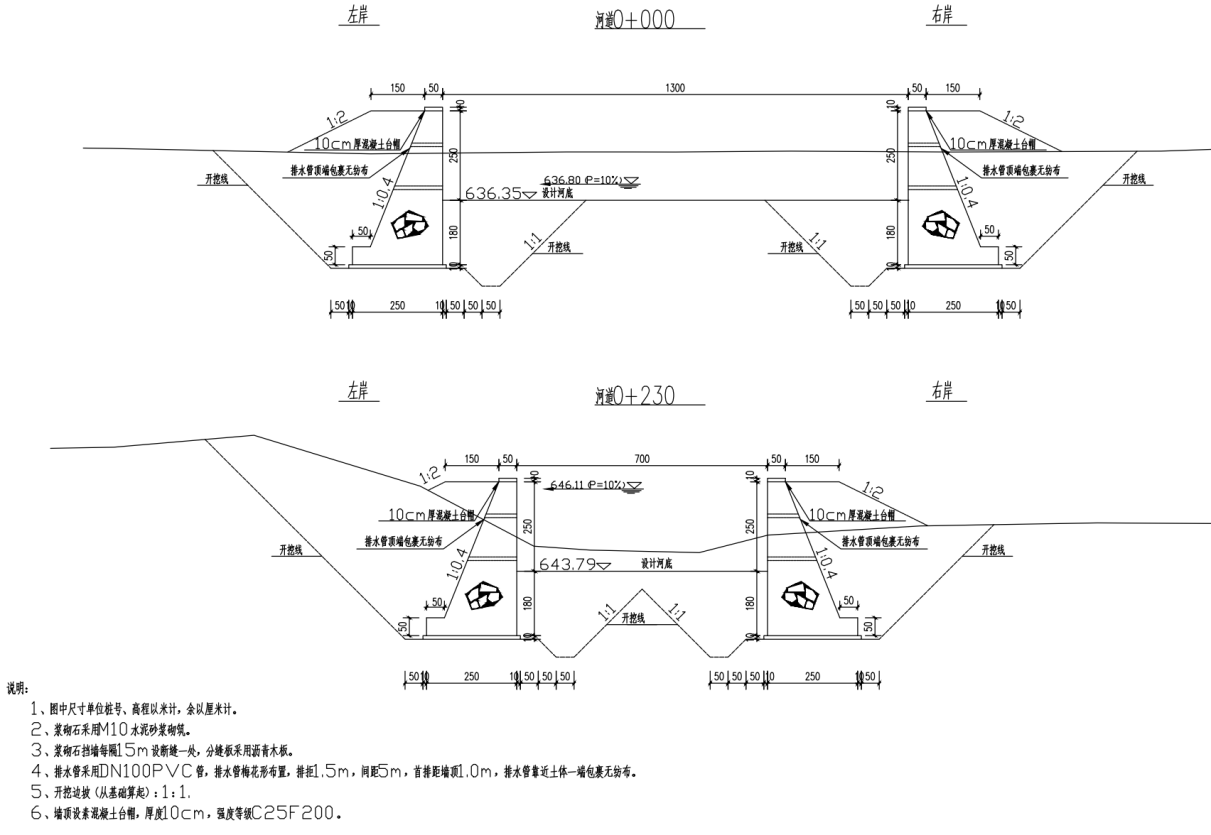 左岸 河道0+000 右岸
150 50 1300 50 150
10 10
1:2 1:2
10cm厚混凝土台帽 250 250 10cm厚混凝土台帽
排水管顶端包裹无纺布 排水管顶端包裹无纺布
开挖线 636.80 (P=10%) 开挖线
1:0.4 636.35 设计河底 1:0.4
50 180 1:1 开挖线 开挖线 1:1 180 50
50 10 10 50
50 10 250 10 50 50 50 50 50 50 10 250 10 50
左岸 河道0+230 右岸
150 50 700 50 150
1:2 10 646.11 (P=10%) 10 1:2
10cm厚混凝土台帽 250 250 10cm厚混凝土台帽
排水管顶端包裹无纺布 排水管顶端包裹无纺布
开挖线 开挖线
1:0.4 643.79 设计河底 1:0.4
50 180 1:1 1:1 180 50
50 10 开挖线 10 50
50 10 250 10 50 50 50 50 50 50 10 250 10 50
说明:
1、图中尺寸单位桩号、高程以米计，余以厘米计。
2、浆砌石采用M10水泥砂浆砌筑。
3、浆砌石挡墙每隔15m设断缝一处，分缝板采用沥青木板。
4、排水管采用DN100PVC管，排水管梅花形布置，排距1.5m，间距5m，首排距墙顶1.0m，排水管靠近土体一端包裹无纺布。
5、开挖边坡（从基础算起）：1:1.
6、墙顶设素混凝土台帽，厚度10cm，强度等级C25F200。